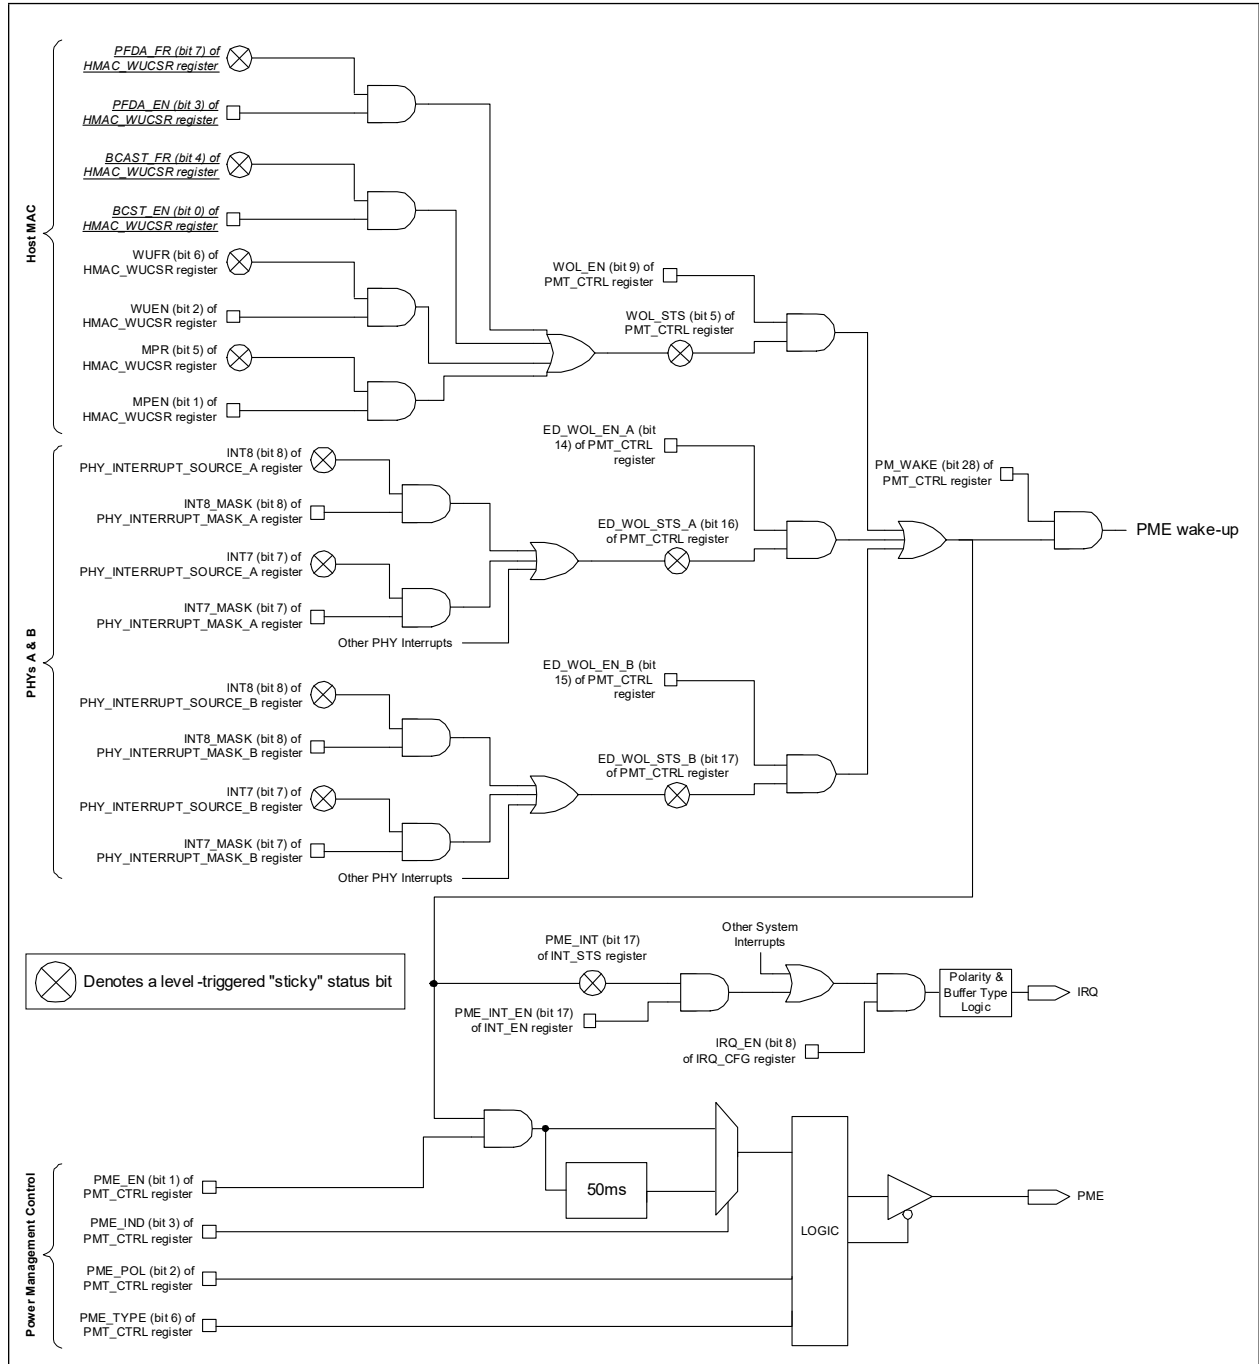 Host MAC
PFDA_FR (bit 7) of
HMAC_WUCSR register
PFDA_EN (bit 3) of
HMAC_WUCSR register
BCAST_FR (bit 4) of
HMAC_WUCSR register
BCST_EN (bit 0) of
HMAC_WUCSR register
WUFR (bit 6) of
HMAC_WUCSR register
WUEN (bit 2) of
HMAC_WUCSR register
MPR (bit 5) of
HMAC_WUCSR register
MPEN (bit 1) of
HMAC_WUCSR register
WOL_EN (bit 9) of
PMT_CTRL register
WOL_STS (bit 5) of
PMT_CTRL register
PHYs A & B
INT8 (bit 8) of
PHY_INTERRUPT_SOURCE_A
register
INT8_MASK (bit 8) of
PHY_INTERRUPT_MASK_A
register
INT7 (bit 7) of
PHY_INTERRUPT_SOURCE_A
register
INT7_MASK (bit 7) of
PHY_INTERRUPT_MASK_A
register
Other PHY Interrupts
ED_WOL_EN_A (bit
14) of PMT_CTRL
register
ED_WOL_STS_A (bit 16)
of PMT_CTRL register
PM_WAKE (bit 28) of
PMT_CTRL register
PME wake-up
INT8 (bit 8) of
PHY_INTERRUPT_SOURCE_B
register
INT8_MASK (bit 8) of
PHY_INTERRUPT_MASK_B
register
INT7 (bit 7) of
PHY_INTERRUPT_SOURCE_B
register
INT7_MASK (bit 7) of
PHY_INTERRUPT_MASK_B
register
Other PHY Interrupts
ED_WOL_EN_B (bit
15) of PMT_CTRL
register
ED_WOL_STS_B (bit 17)
of PMT_CTRL register
Denotes a level-triggered "sticky" status bit
PME_INT (bit 17)
of INT_STS register
PME_INT_EN (bit 17)
of INT_EN register
Other System
Interrupts
IRQ_EN (bit 8)
of IRQ_CFG register
Polarity &
Buffer Type
Logic
IRQ
Power Management Control
PME_EN (bit 1) of
PMT_CTRL register
PME_IND (bit 3) of
PMT_CTRL register
PME_POL (bit 2) of
PMT_CTRL register
PME_TYPE (bit 6) of
PMT_CTRL register
50ms
LOGIC
PME